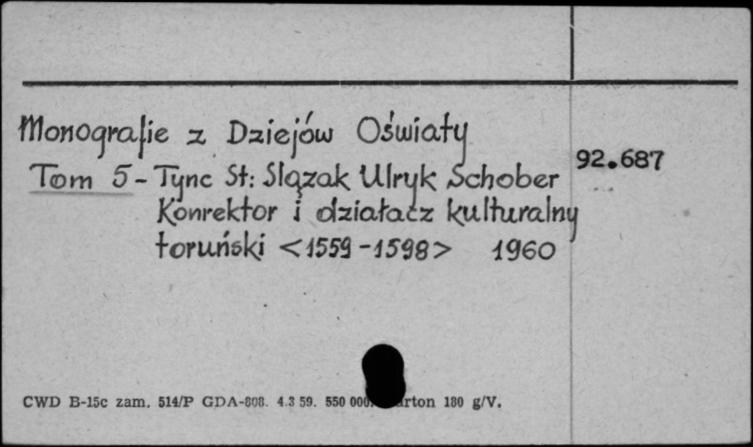 Monografie z Dziejów Oświaty
92.687
Tom 5 - Tync St: Ślązak Ulryk Schober
Konrektor i działacz kulturalny
toruński <1559-1598> 1960
CWD B-15c zam. 514/P GDA-808. 4.3 59. 550 000. 180 g/V.